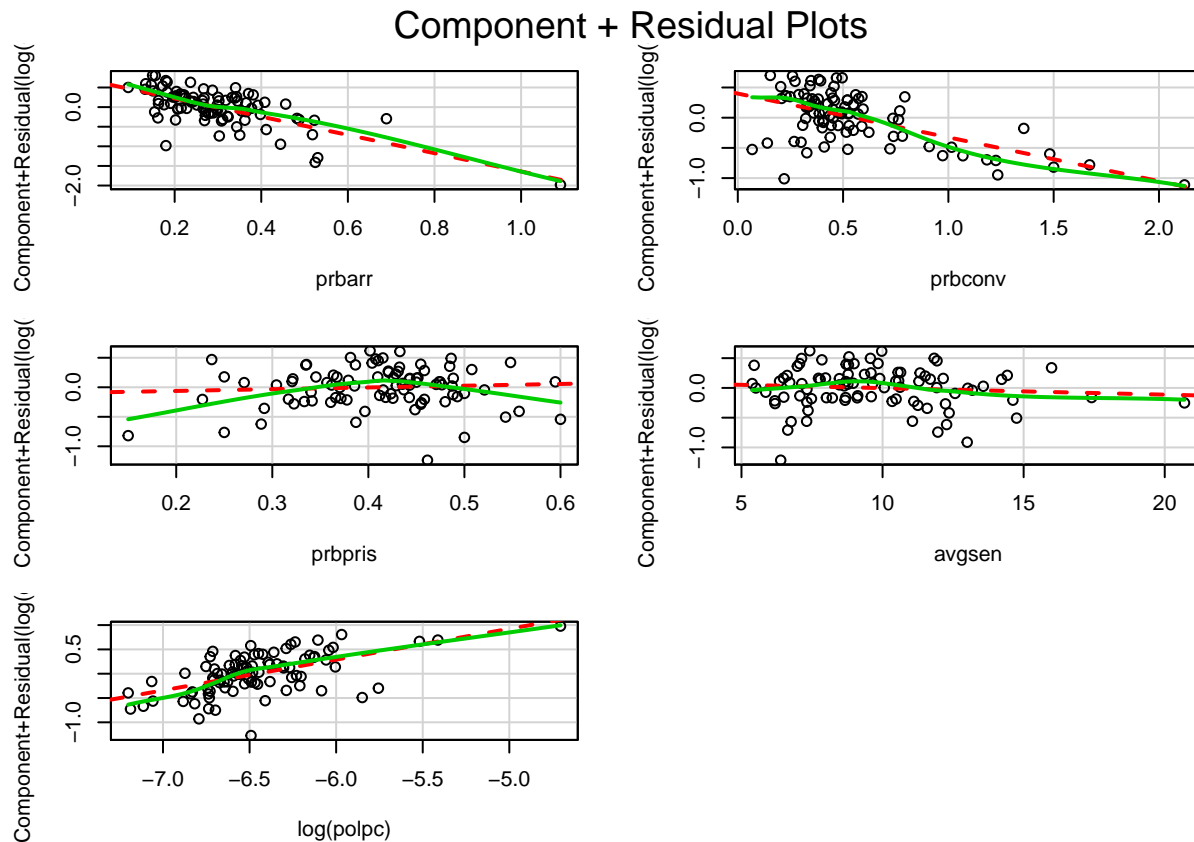 Component + Residual Plots
Component+Residual(log(
0.0
−2.0
0.2 0.4 0.6 0.8 1.0
prbarr
Component+Residual(log(
0.0
−1.0
0.0 0.5 1.0 1.5 2.0
prbconv
Component+Residual(log(
0.0
−1.0
0.2 0.3 0.4 0.5 0.6
prbpris
Component+Residual(log(
0.0
−1.0
5 10 15 20
avgsen
Component+Residual(log(
0.5
−1.0
−7.0 −6.5 −6.0 −5.5 −5.0
log(polpc)